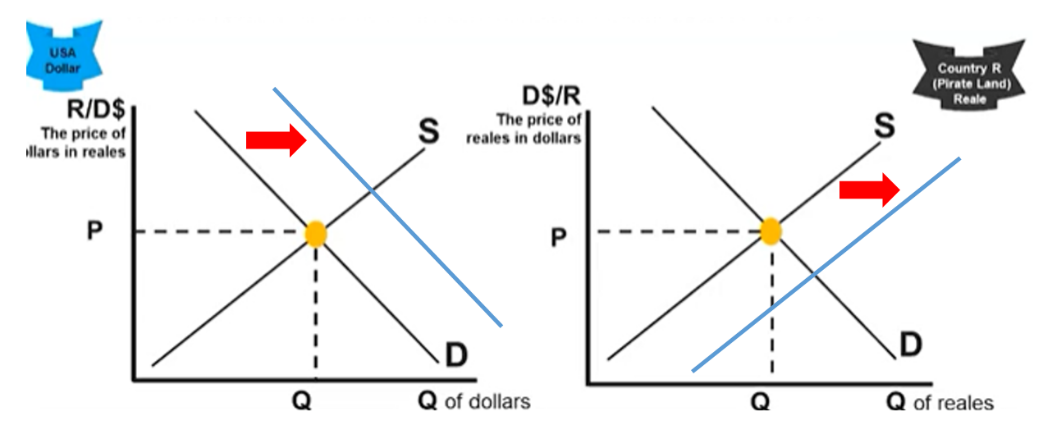 USA
Dollar
R/D$
The price of
llars in reales
P
S
D
Q
Q of dollars
Country R
(Pirate Land)
Reale
D$/R
The price of
reales in dollars
P
S
D
Q
Q of reales